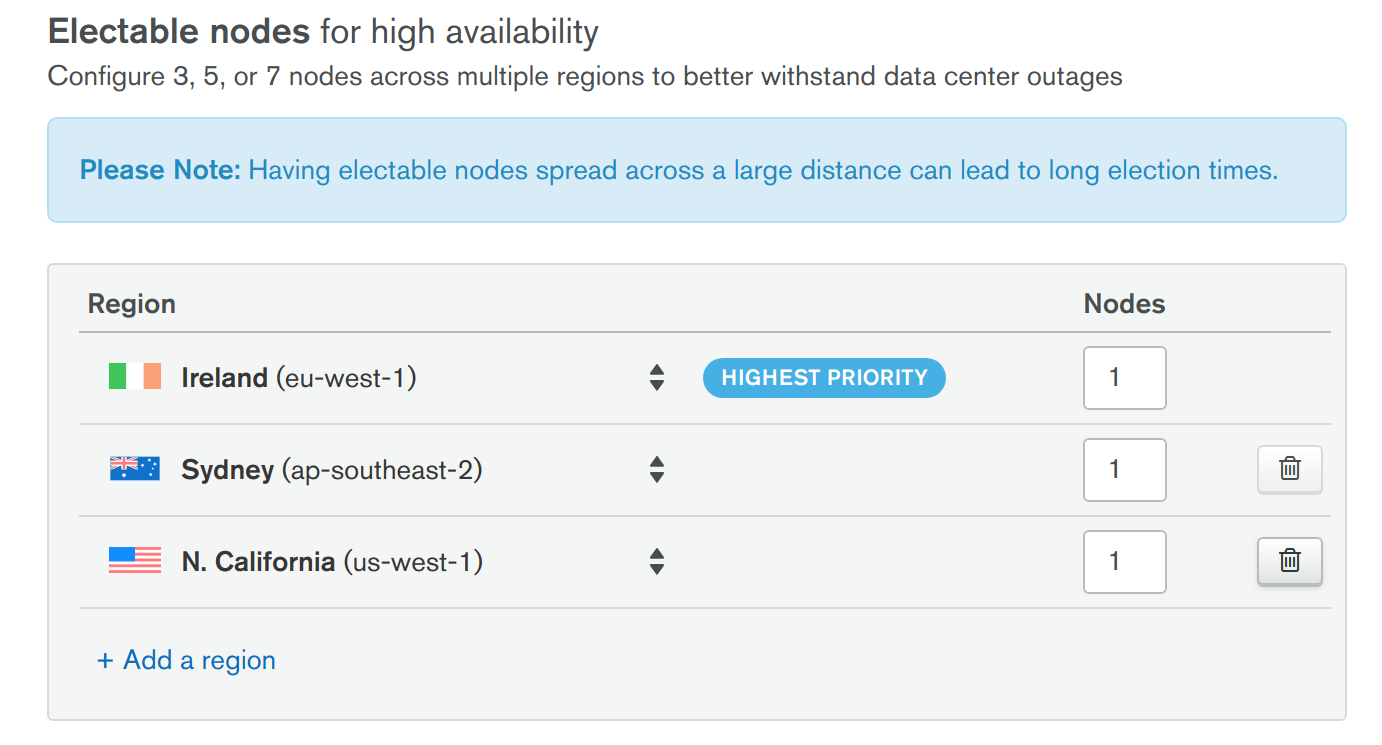 Electable nodes for high availability
Configure 3, 5, or 7 nodes across multiple regions to better withstand data center outages
Please Note: Having electable nodes spread across a large distance can lead to long election times.
Region Nodes
Ireland (eu-west-1) HIGHEST PRIORITY 1
Sydney (ap-southeast-2) 1
N. California (us-west-1) 1
+ Add a region